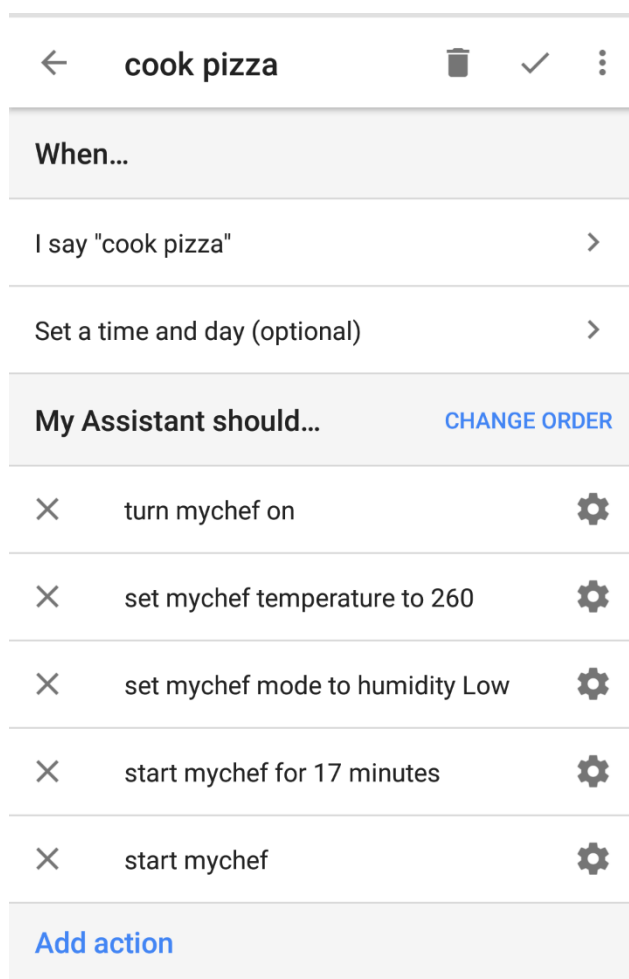 cook pizza
When...
I say "cook pizza"
Set a time and day (optional)
My Assistant should... CHANGE ORDER
turn mychef on
set mychef temperature to 260
set mychef mode to humidity Low
start mychef for 17 minutes
start mychef
Add action